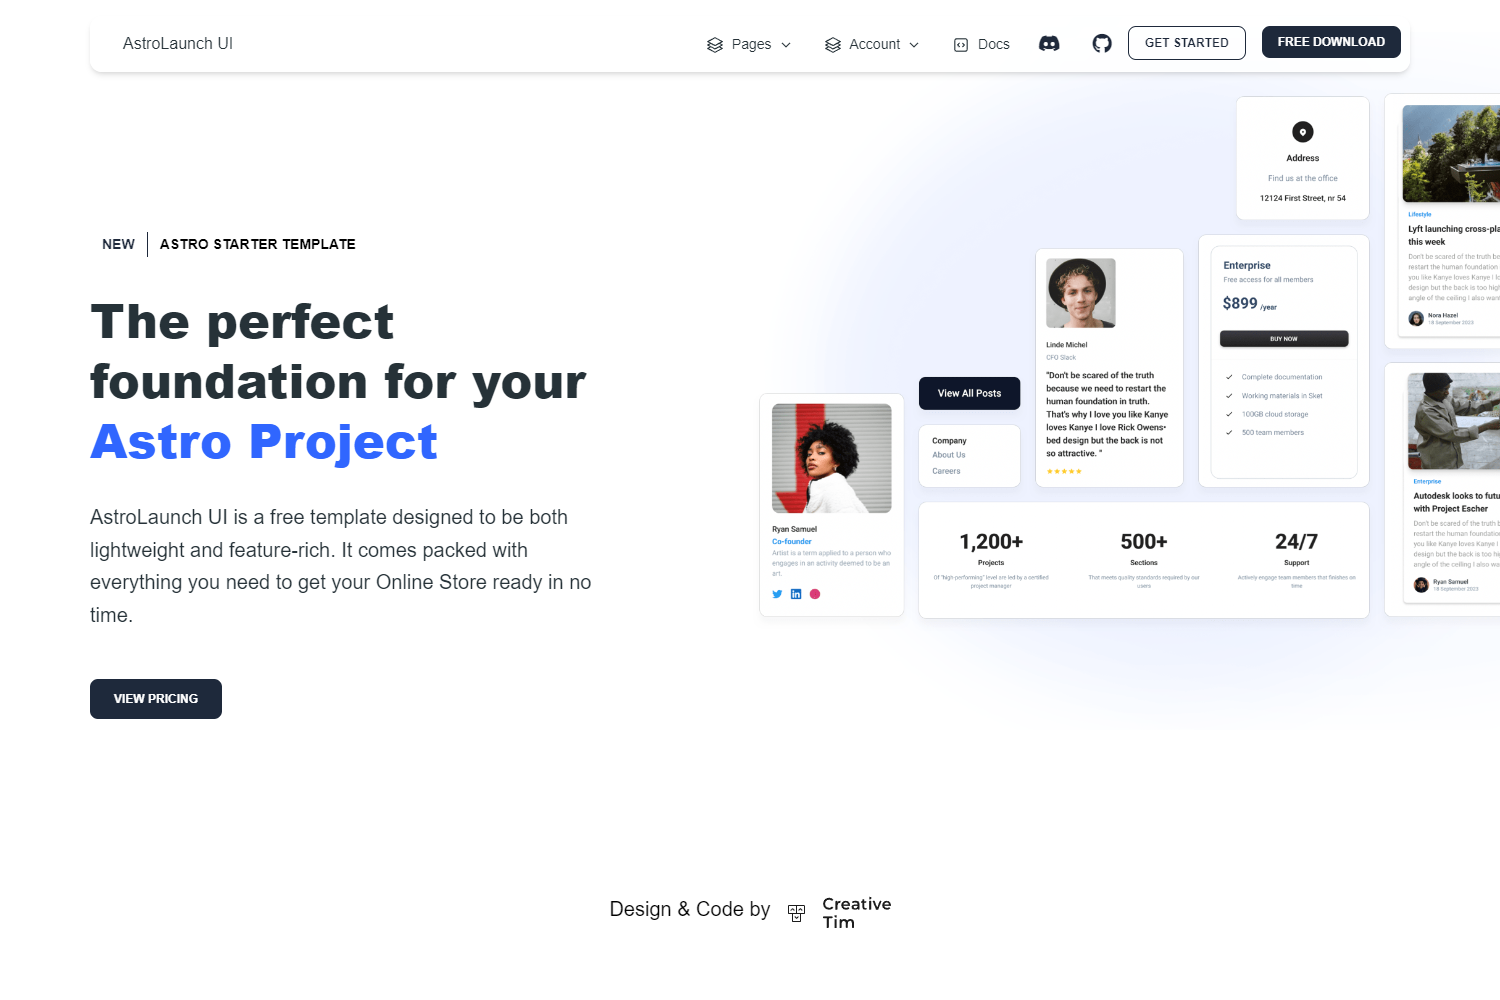 AstroLaunch UI
Pages
Account
Docs
GET STARTED
FREE DOWNLOAD
NEW
ASTRO STARTER TEMPLATE
The perfect
foundation for your
Astro Project
AstroLaunch UI is a free template designed to be both
lightweight and feature-rich. It comes packed with
everything you need to get your Online Store ready in no
time.
VIEW PRICING
Ryan Samuel
Co-founder
Artist is a term applied to a person who
engages in an activity deemed to be an
art.
View All Posts
Company
About Us
Careers
Linde Michel
CFO Slack
"Don't be scared of the truth
because we need to restart the
human foundation in truth.
That's why I love you like Kanye
loves Kanye I love Rick Owens•
bed design but the back is not
so attractive. "
Address
Find us at the office
12124 First Street, nr 54
Enterprise
Free access for all members
$899 /year
BUY NOW
Complete documentation
Working materials in Sket
100GB cloud storage
500 team members
1,200+
Projects
Of "high-performing" level are led by a certified
project manager
500+
Sections
That meets quality standards required by our
users
24/7
Support
Actively engage team members that finishes on
time
Lifestyle
Lyft launching cross-pla
this week
Don't be scared of the truth be
restart the human foundation
you like Kanye loves Kanye I lo
design but the back is too high
angle of the ceiling I also want
Nora Hazel
18 September 2023
Enterprise
Autodesk looks to futu
with Project Escher
Don't be scared of the truth b
restart the human foundation
you like Kanye loves Kanye I
design but the back is too hig
angle of the ceiling I also wan
Ryan Samuel
18 September 2023
Design & Code by
Creative
Tim